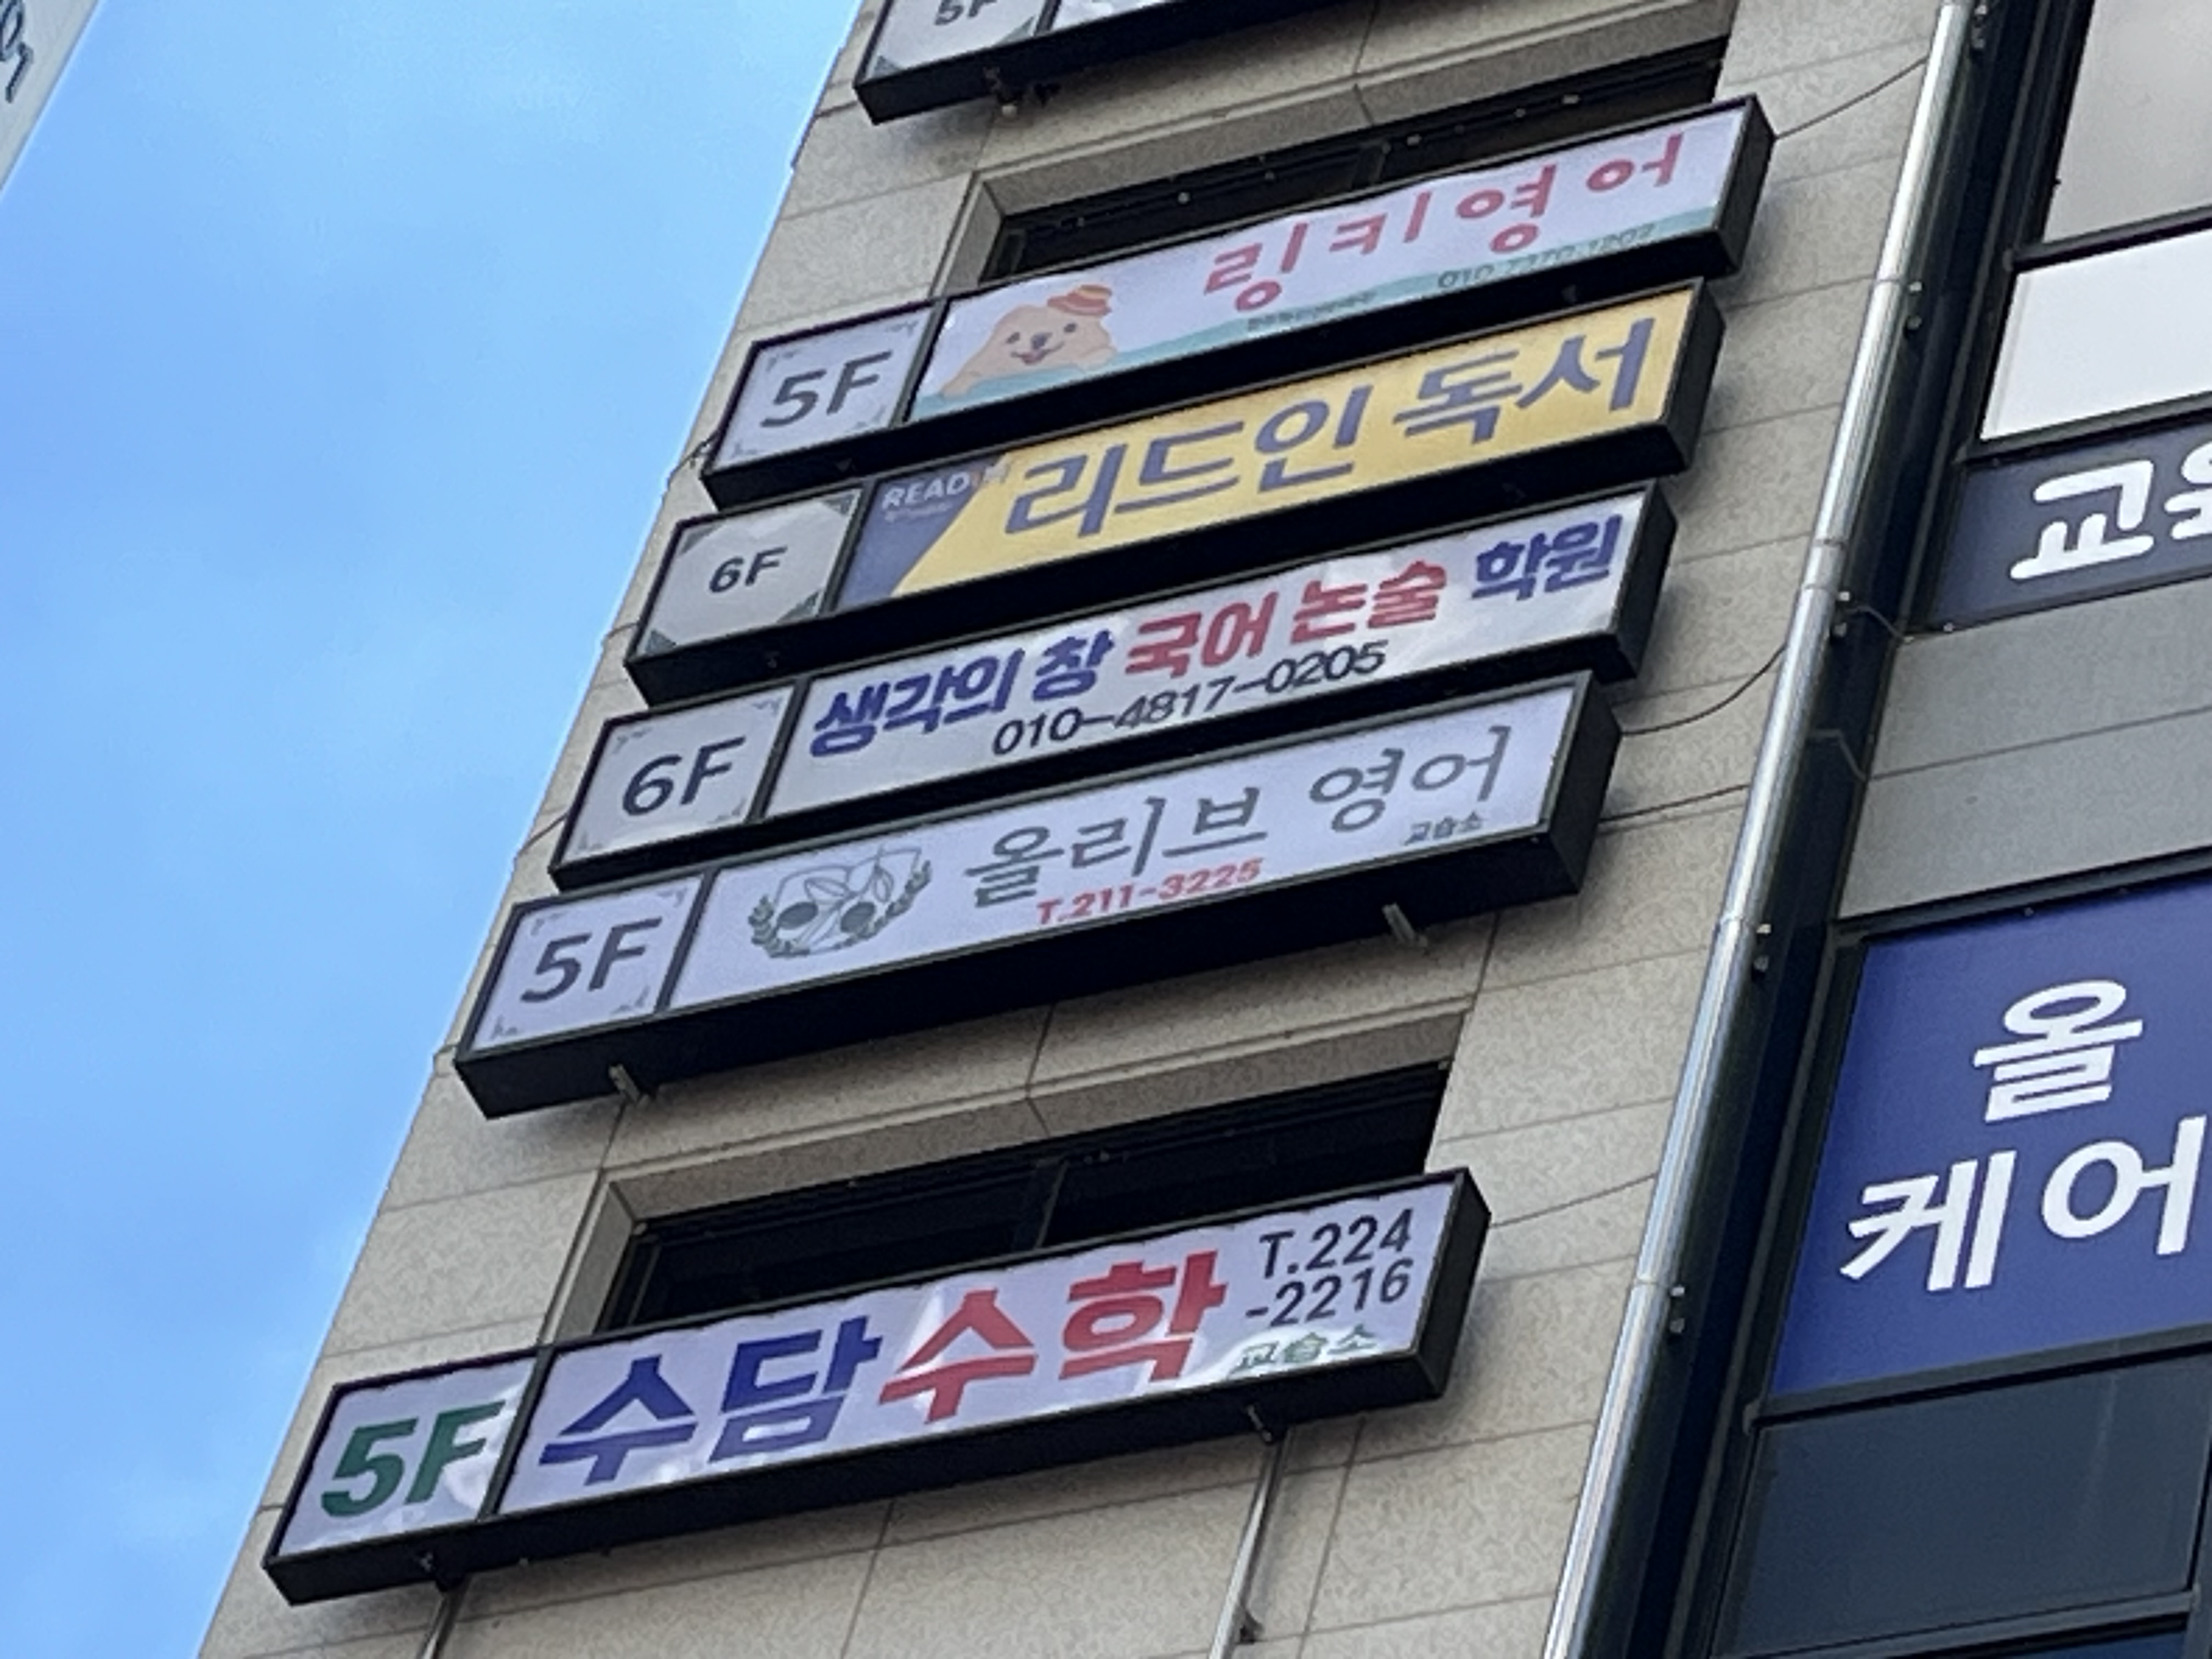 5F
링키영어
5F
READ
리드인 독서
6F
생각의 창 국어 논술 학원
010-4817-0205
6F
올리브 영어
교습소
T.211-3225
5F
수담수학
T.224
-2216
교습소
5F
교
올
케어